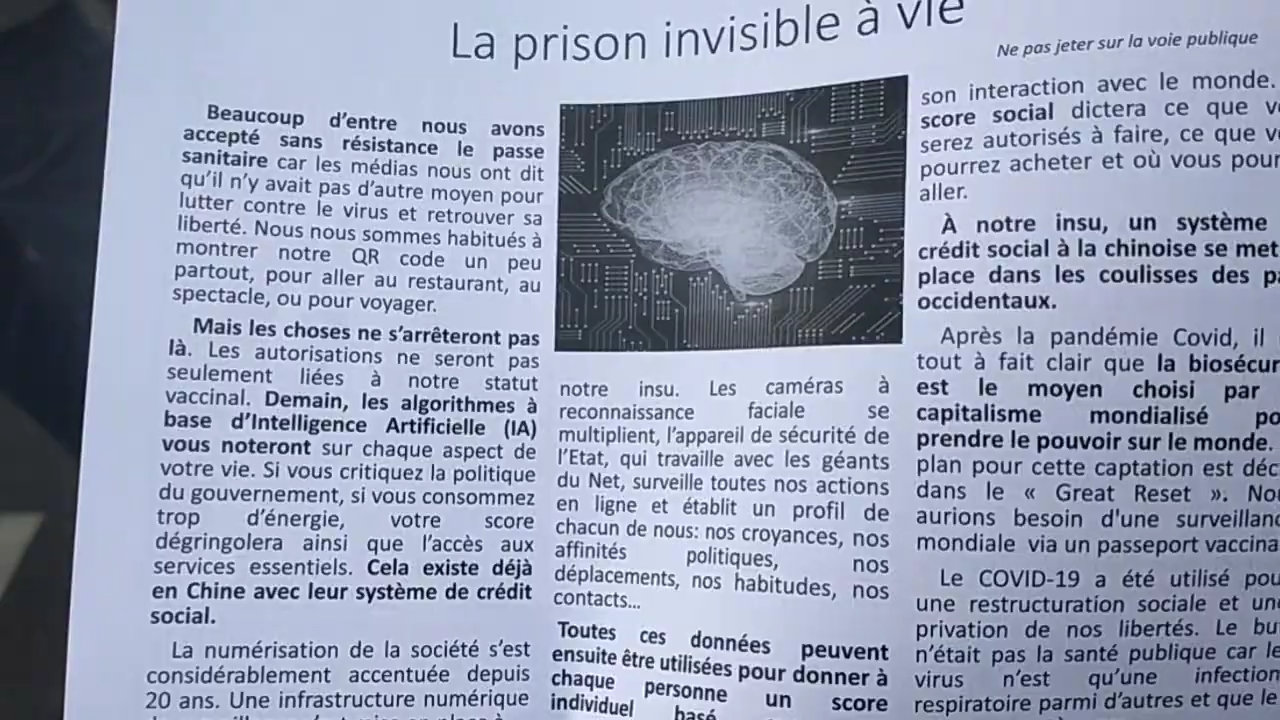 La prison invisible à vie
Ne pas jeter sur la voie publique
Beaucoup d'entre nous avons
accepté sans résistance le passe
sanitaire car les médias nous ont dit
qu'il n'y avait pas d'autre moyen pour
lutter contre le virus et retrouver sa
liberté. Nous nous sommes habitués à
montrer notre QR code un peu
partout, pour aller au restaurant, au
spectacle, ou pour voyager.
Mais les choses ne s'arrêteront pas
là. Les autorisations ne seront pas
seulement liées à notre statut
vaccinal. Demain, les algorithmes à
base d'Intelligence Artificielle (IA)
vous noteront sur chaque aspect de
votre vie. Si vous critiquez la politique
du gouvernement, si vous consommez
trop d'énergie, votre score
dégringolera ainsi que l'accès aux
services essentiels. Cela existe déjà
en Chine avec leur système de crédit
social.
La numérisation de la société s'est
considérablement accentuée depuis
20 ans. Une infrastructure numérique
notre insu. Les caméras à
reconnaissance faciale se
multiplient, l'appareil de sécurité de
l'Etat, qui travaille avec les géants
du Net, surveille toutes nos actions
en ligne et établit un profil de
chacun de nous: nos croyances, nos
affinités politiques, nos
déplacements, nos habitudes, nos
contacts...
Toutes ces données peuvent
ensuite être utilisées pour donner à
chaque personne un score
individuel basé
son interaction avec le monde.
score social dictera ce que
serez autorisés à faire, ce que
pourrez acheter et où vous
aller.
À notre insu, un système
crédit social à la chinoise se met
place dans les coulisses des
occidentaux.
Après la pandémie Covid, il
tout à fait clair que la
est le moyen choisi par
capitalisme mondialisé
prendre le pouvoir sur le monde.
plan pour cette captation est
dans le « Great Reset ».
aurions besoin d'une
mondiale via un passeport
Le COVID-19 a été utilisé
une restructuration sociale et
privation de nos libertés. Le
n'était pas la santé publique car
virus n'est qu'une infection
respiratoire parmi d'autres et que